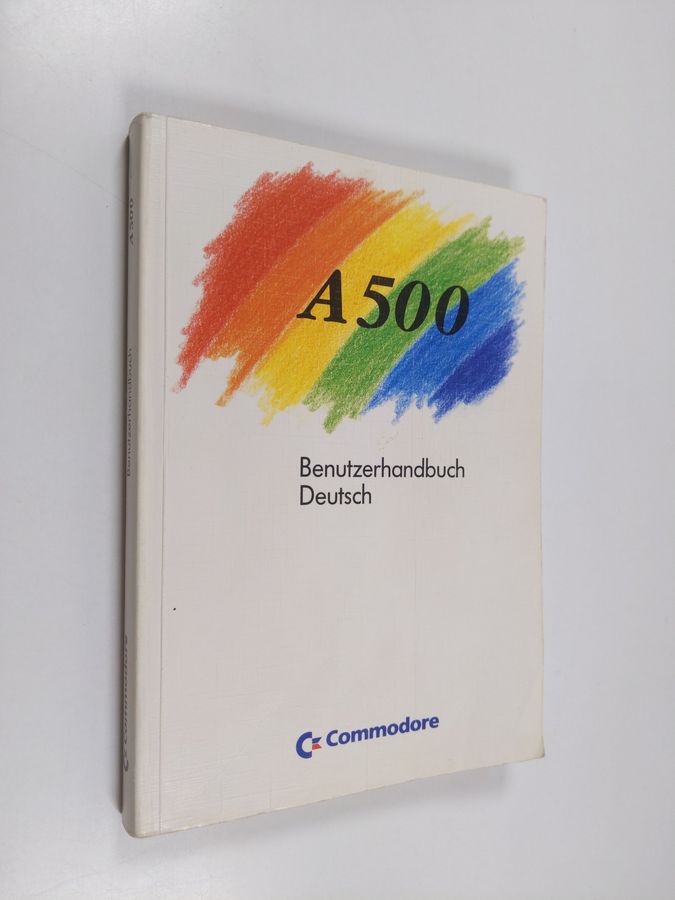 A500
Benutzerhandbuch
Deutsch
Commodore
A500
Benutzerhandbuch
Commodore